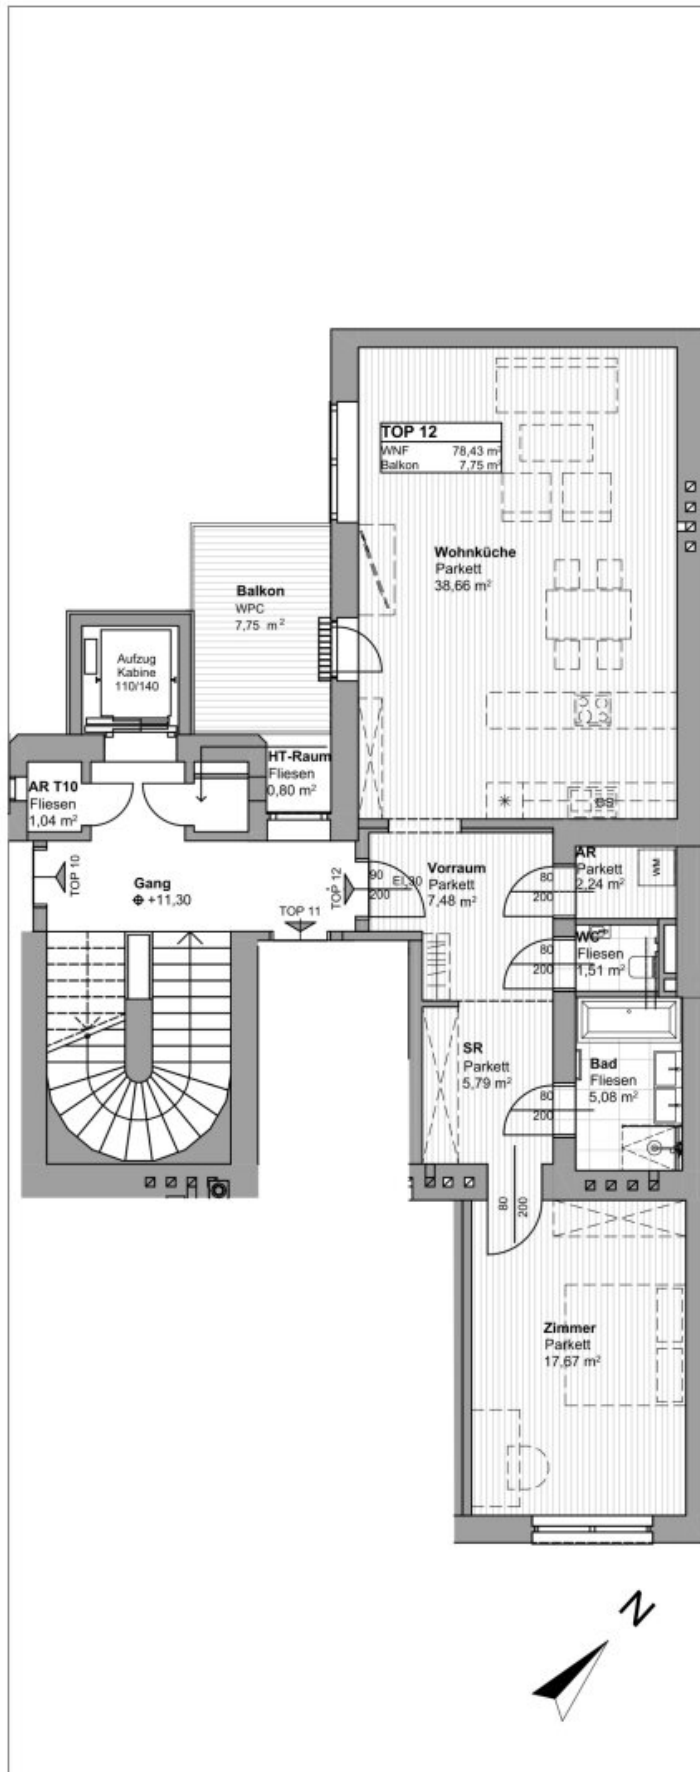 TOP 12
WNF 78,43 m²
Balkon 7,75 m²
Wohnküche
Parkett
38,66 m²
Balkon
WPC
7,75 m²
Aufzug
Kabine
110/140
GS
HT-Raum
Fliesen
0,80 m²
AR T10
Fliesen
1,04 m²
Gang
+11,30
TOP 10
TOP 11
TOP 12
90
200
EI 30
Vorraum
Parkett
7,48 m²
80
200
AR
Parkett
2,24 m²
WM
80
200
WC
Fliesen
1,51 m²
SR
Parkett
5,79 m²
80
200
Bad
Fliesen
5,08 m²
80
200
Zimmer
Parkett
17,67 m²
N